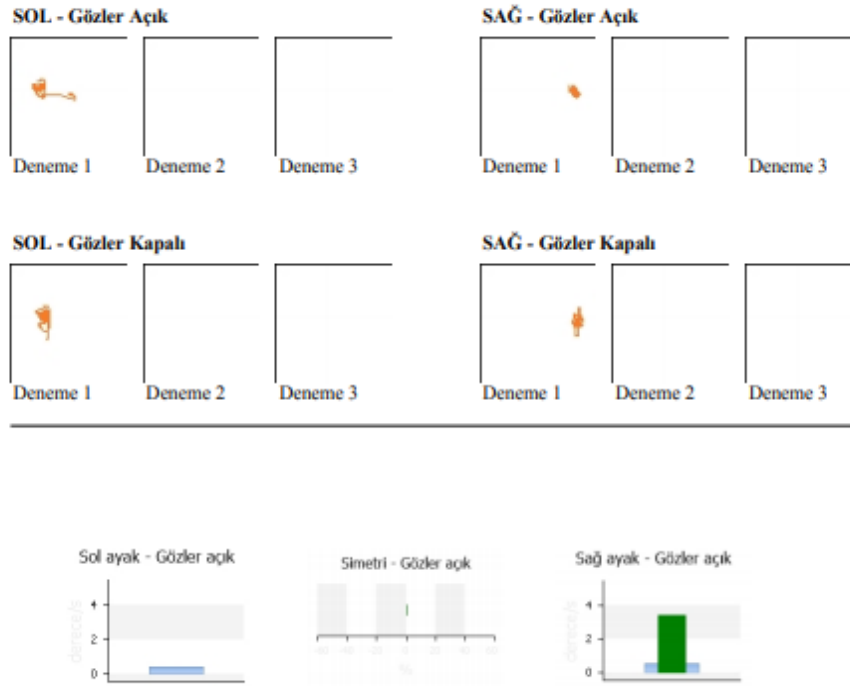 SOL - Gözler Açık
SAĞ - Gözler Açık
Deneme 1
Deneme 2
Deneme 3
Deneme 1
Deneme 2
Deneme 3
SOL - Gözler Kapalı
SAĞ - Gözler Kapalı
Deneme 1
Deneme 2
Deneme 3
Deneme 1
Deneme 2
Deneme 3
Sol ayak - Gözler açık
derece/s
4
2
0
Simetri - Gözler açık
Sağ ayak - Gözler açık
derece/s
4
2
0